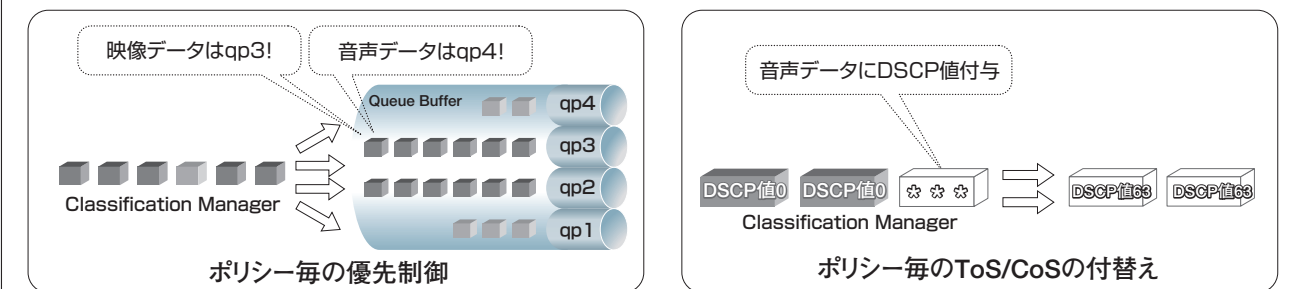 映像データはqp3!
音声データはqp4!
Queue Buffer
qp4
qp3
qp2
qp1
Classification Manager
ポリシー毎の優先制御
音声データにDSCP値付与
DSCP値0
DSCP値0
* * *
DSCP値63
DSCP値63
Classification Manager
ポリシー毎のToS/CoSの付替え